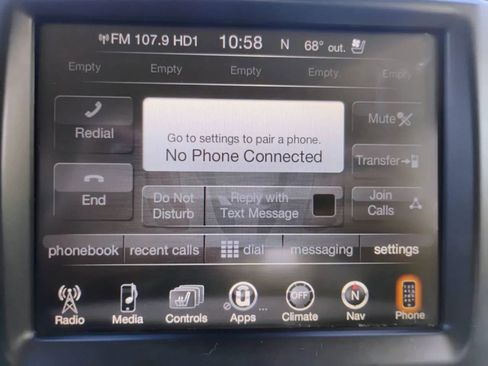 FM 107.9 HD1 10:58 N 68° out.
Empty Empty Empty Empty Empty
Redial
Go to settings to pair a phone.
No Phone Connected
Mute
Transfer
End
Do Not
Disturb
Reply with
Text Message
Join
Calls
phonebook recent calls dial messaging settings
OFF N
Radio Media Controls Apps ... Climate Nav Phone